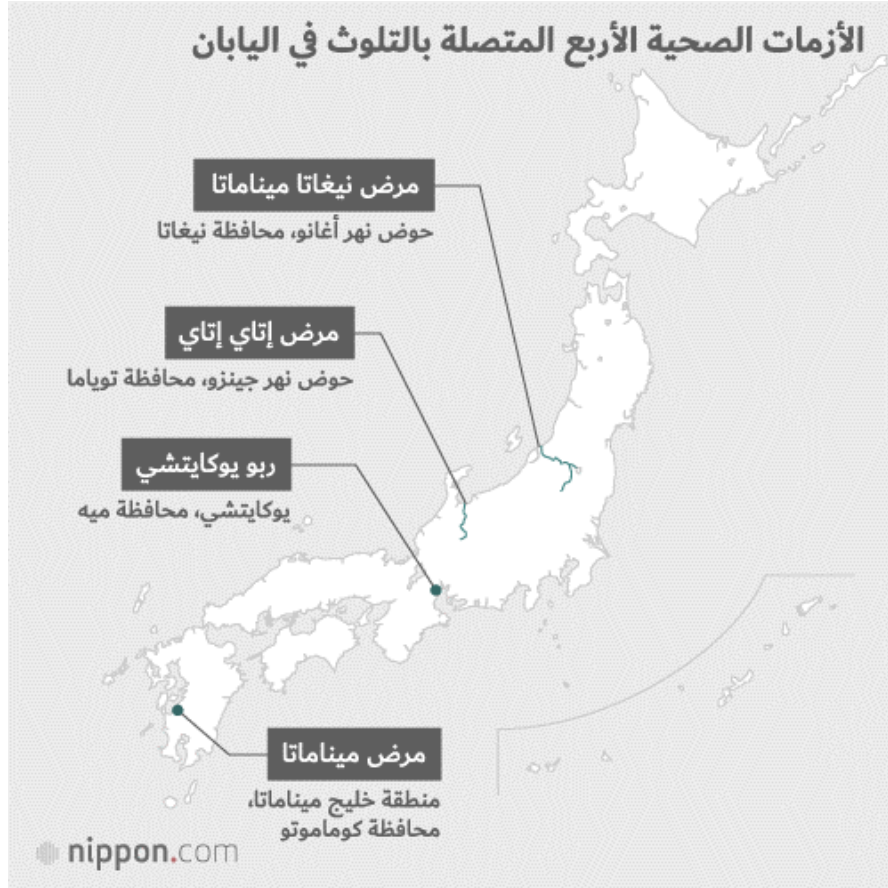 الأزمات الصحية الأربع المتصلة بالتلوث في اليابان
مرض نيغاتا ميناماتا
حوض نهر أغانو، محافظة نيغاتا
مرض إتاي إتاي
حوض نهر جينزو، محافظة توياما
ربو يوكايتشي
يوكايتشي، محافظة ميه
مرض ميناماتا
منطقة خليج ميناماتا،
محافظة كوماموتو
nippon.com